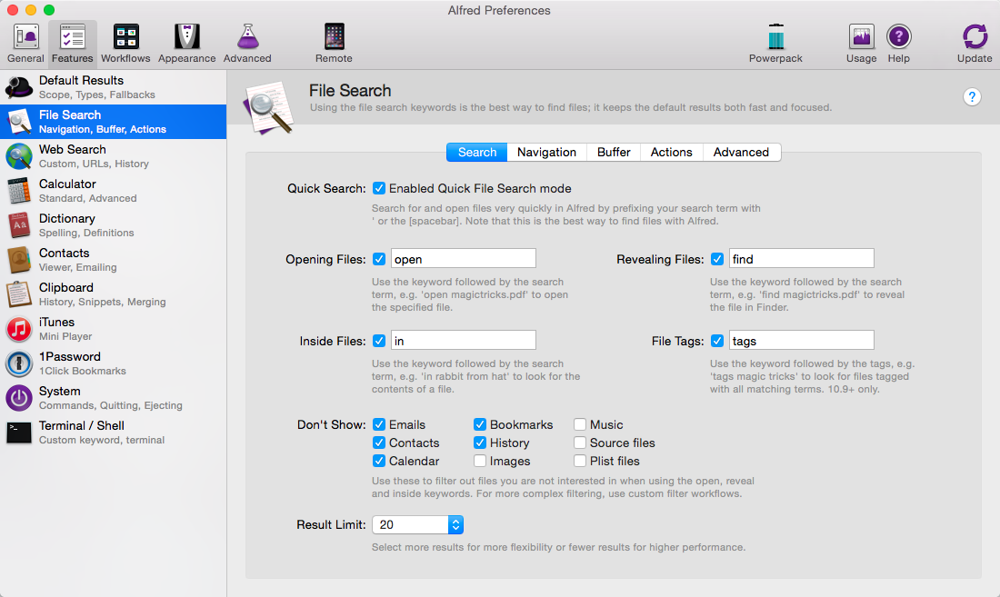 Alfred Preferences
General
Features
Workflows
Appearance
Advanced
Remote
Powerpack
Usage
Help
Update
Default Results
Scope, Types, Fallbacks
File Search
Navigation, Buffer, Actions
Web Search
Custom, URLs, History
Calculator
Standard, Advanced
Dictionary
Spelling, Definitions
Contacts
Viewer, Emailing
Clipboard
History, Snippets, Merging
iTunes
Mini Player
1Password
1Click Bookmarks
System
Commands, Quitting, Ejecting
Terminal / Shell
Custom keyword, terminal
File Search
Using the file search keywords is the best way to find files; it keeps the default results both fast and focused.
?
Search Navigation Buffer Actions Advanced
Quick Search: Enabled Quick File Search mode
Search for and open files very quickly in Alfred by prefixing your search term with
' or the [spacebar]. Note that this is the best way to find files with Alfred.
Opening Files: open
Use the keyword followed by the search
term, e.g. 'open magictricks.pdf' to open
the specified file.
Revealing Files: find
Use the keyword followed by the search
term, e.g. 'find magictricks.pdf' to reveal
the file in Finder.
Inside Files: in
Use the keyword followed by the search
term, e.g. 'in rabbit from hat' to look for the
contents of a file.
File Tags: tags
Use the keyword followed by the tags, e.g.
'tags magic tricks' to look for files tagged
with all matching terms. 10.9+ only.
Don't Show: Emails Bookmarks Music
Contacts History Source files
Calendar Images Plist files
Use these to filter out files you are not interested in when using the open, reveal
and inside keywords. For more complex filtering, use custom filter workflows.
Result Limit: 20
Select more results for more flexibility or fewer results for higher performance.